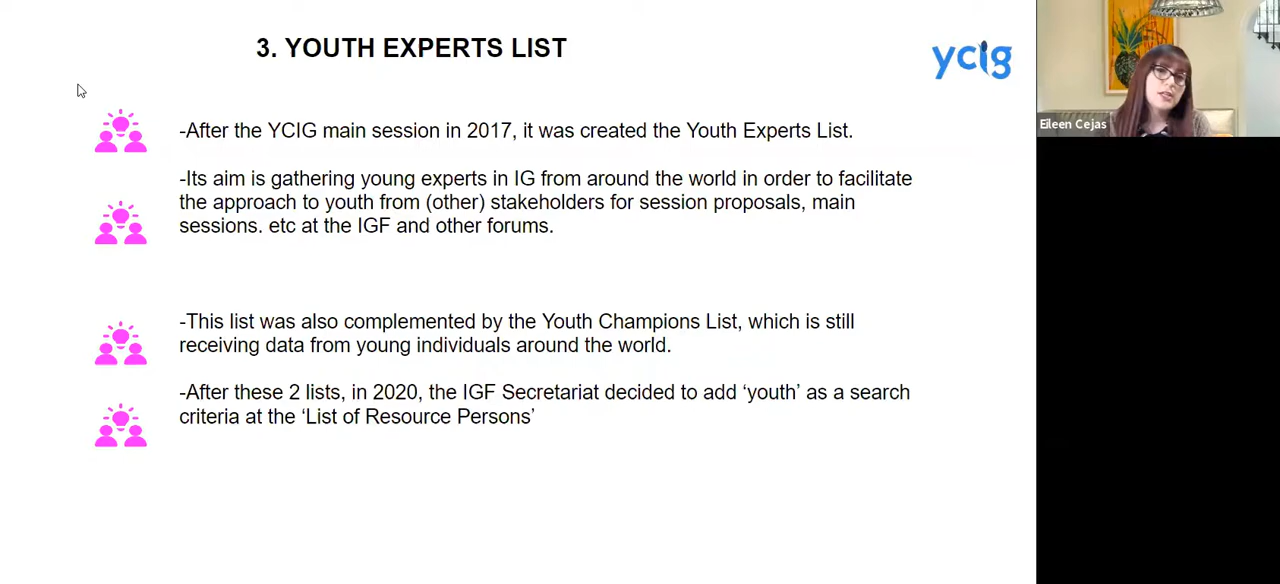 3. YOUTH EXPERTS LIST
ycig
Eileen Cejas
-After the YCIG main session in 2017, it was created the Youth Experts List.
-Its aim is gathering young experts in IG from around the world in order to facilitate
the approach to youth from (other) stakeholders for session proposals, main
sessions. etc at the IGF and other forums.
-This list was also complemented by the Youth Champions List, which is still
receiving data from young individuals around the world.
-After these 2 lists, in 2020, the IGF Secretariat decided to add ‘youth’ as a search
criteria at the ‘List of Resource Persons’